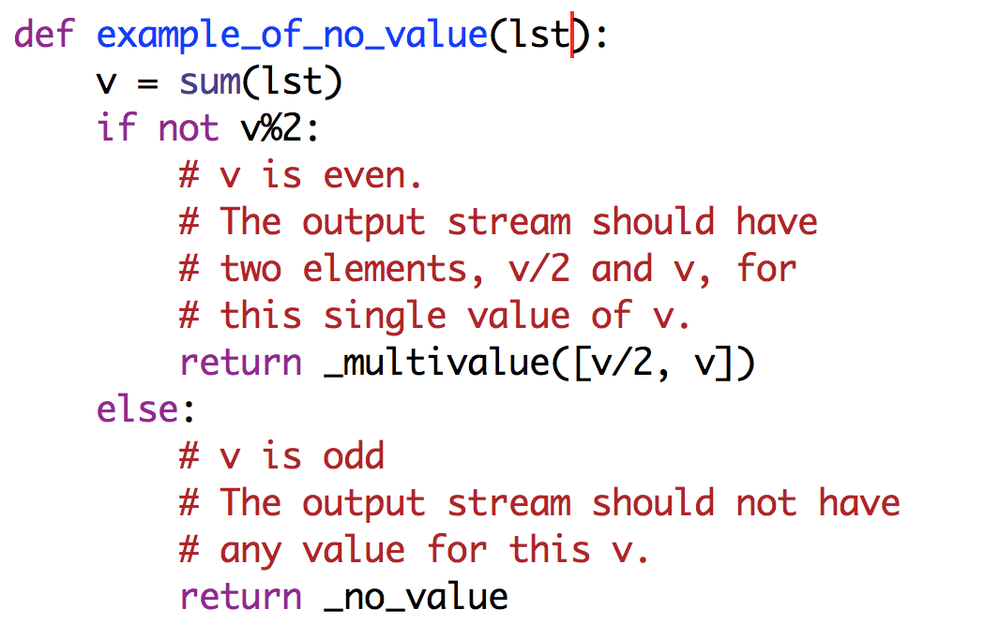 def example_of_no_value(lst):
    v = sum(lst)
    if not v%2:
        # v is even.
        # The output stream should have
        # two elements, v/2 and v, for
        # this single value of v.
        return _multivalue([v/2, v])
    else:
        # v is odd
        # The output stream should not have
        # any value for this v.
        return _no_value